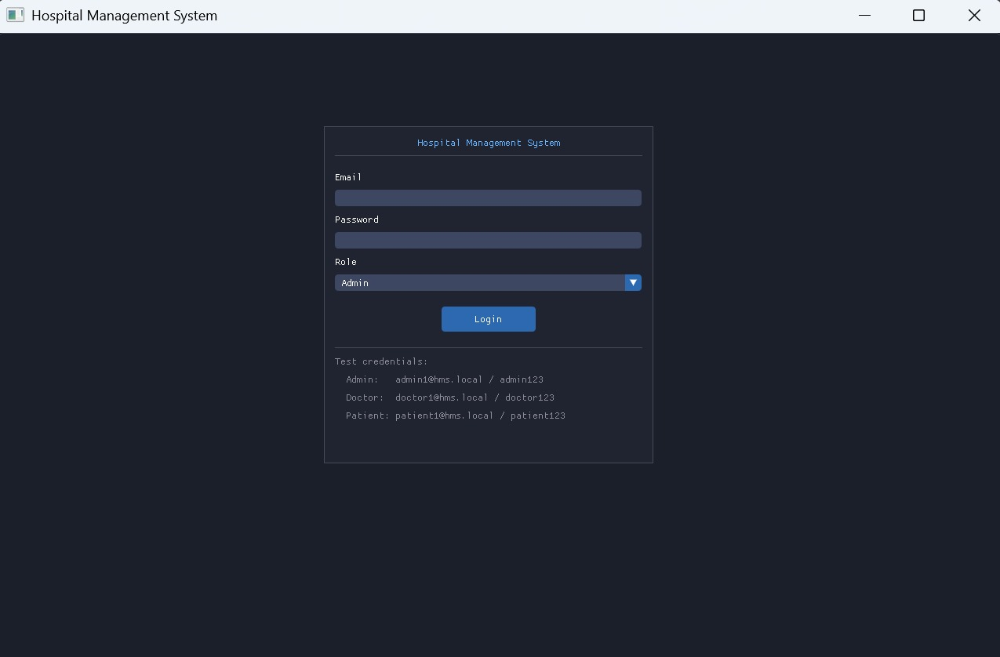 Hospital Management System
Hospital Management System
Email
Password
Role
Admin
Login
Test credentials:
Admin: admin1@hms.local / admin123
Doctor: doctor1@hms.local / doctor123
Patient: patient1@hms.local / patient123